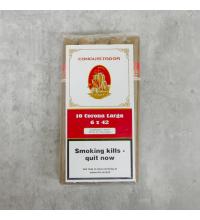 CONQUISTADOR
10 Corona Larga
6 x 42
Smoking kills -
quit now